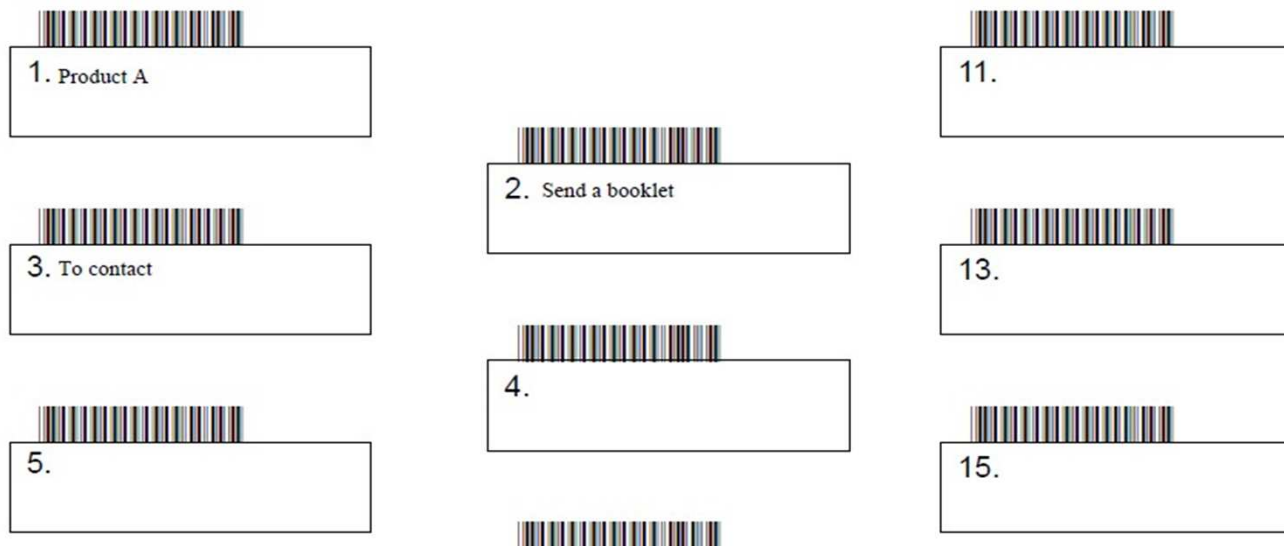 1. Product A
11.
2. Send a booklet
3. To contact
13.
4.
5.
15.